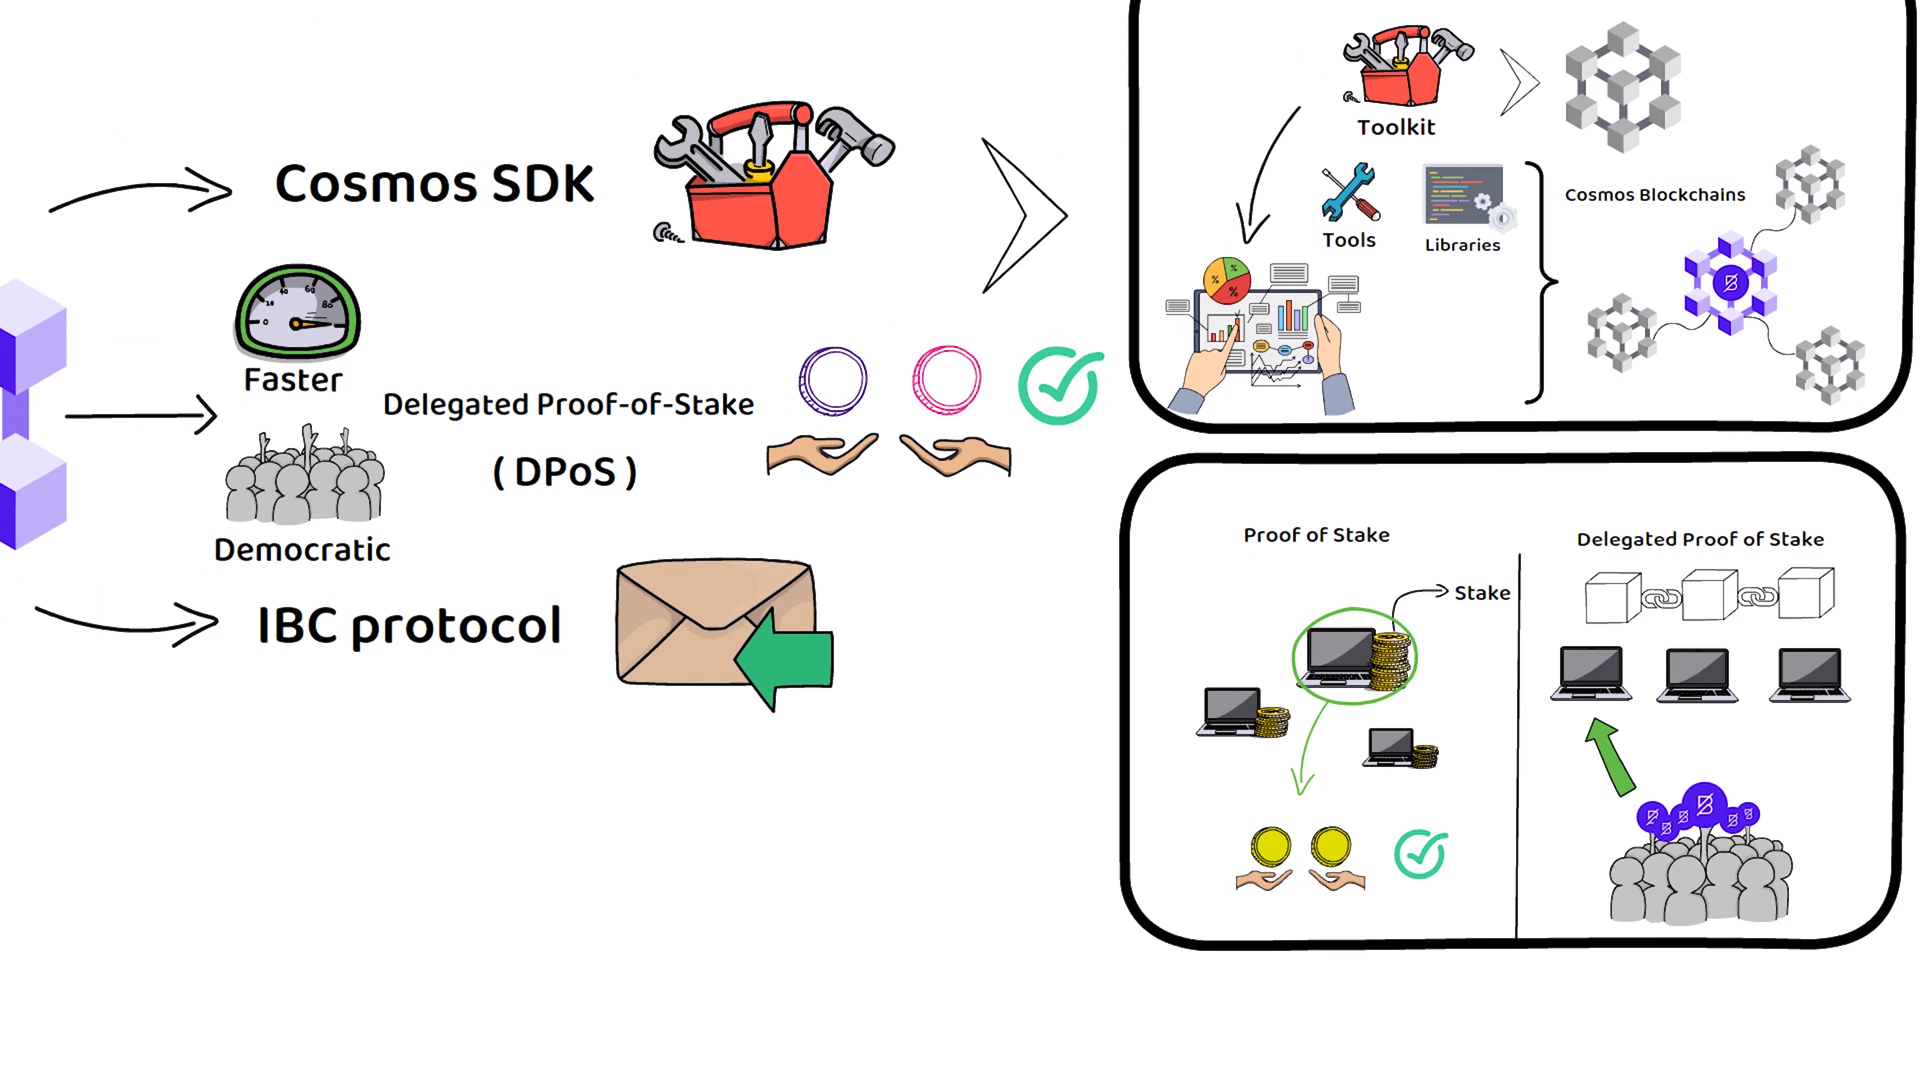 Cosmos SDK
Faster
Delegated Proof-of-Stake
( DPoS )
Democratic
IBC protocol
Toolkit
Tools
Libraries
Cosmos Blockchains
Proof of Stake
Stake
Delegated Proof of Stake